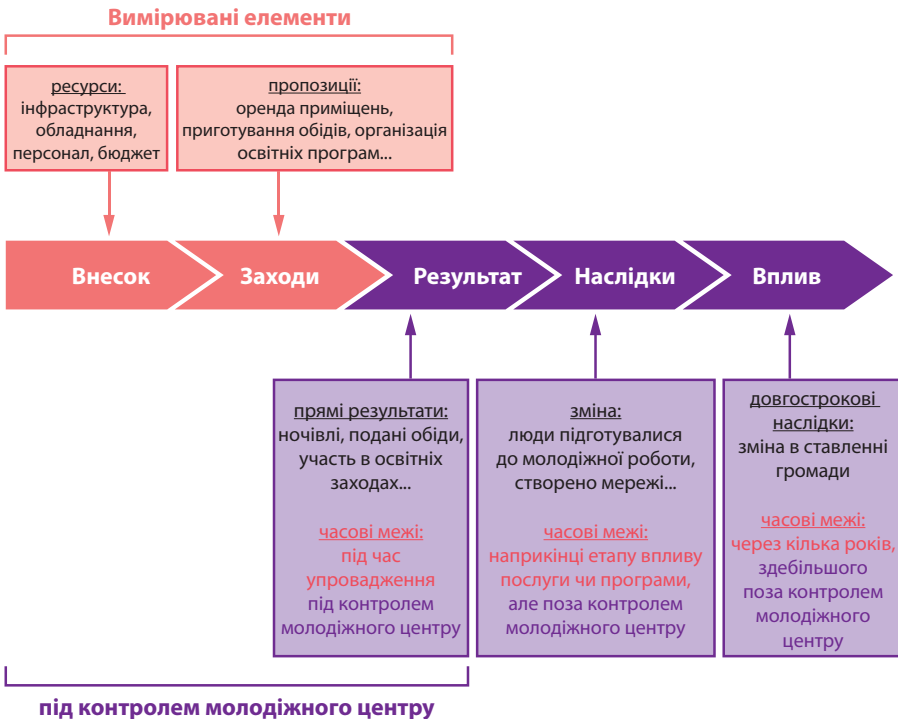 Вимірювані елементи
ресурси:
інфраструктура,
обладнання,
персонал, бюджет
пропозиції:
оренда приміщень,
приготування обідів, організація
освітніх програм...
Внесок
Заходи
Результат
Наслідки
Вплив
прямі результати:
ночівлі, подані обіди,
участь в освітніх
заходах...
часові межі:
під час
упровадження
під контролем
молодіжного центру
зміна:
люди підготувалися
до молодіжної роботи,
створено мережі...
часові межі:
наприкінці етапу впливу
послуги чи програми,
але поза контролем
молодіжного центру
довгострокові
наслідки:
зміна в ставленні
громади
часові межі:
через кілька років,
здебільшого
поза контролем
молодіжного
центру
під контролем молодіжного центру